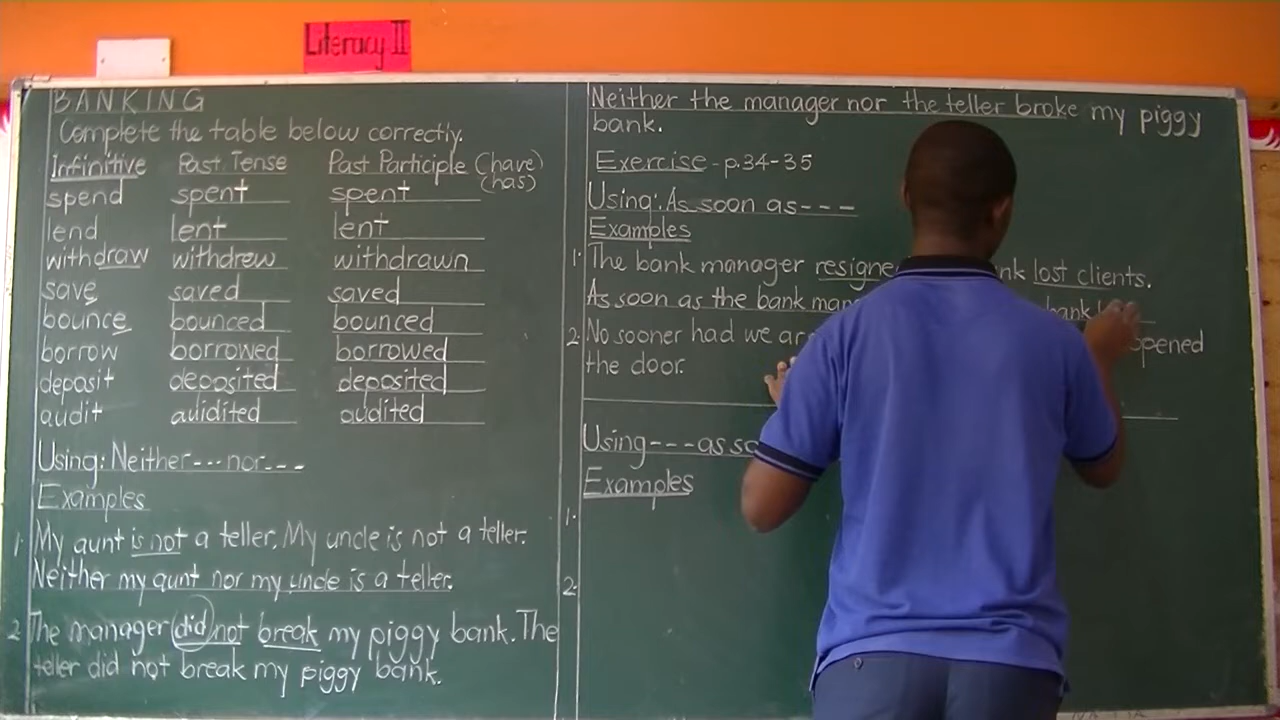 Literacy II
BANKING
Complete the table below correctly.
Infinitive Past Tense Past Participle (have)
(has)
spend spent spent
lend lent lent
withdraw withdrew withdrawn
save saved saved
bounce bounced bounced
borrow borrowed borrowed
deposit deposited deposited
audit auidited audited
Using: Neither---nor---
Examples
1. My aunt is not a teller. My uncle is not a teller.
Neither my aunt nor my uncle is a teller.
2. The manager did not break my piggy bank. The
teller did not break my piggy bank.
Neither the manager nor the teller broke my piggy
bank.
Exercise - p.34-35
Using: As soon as---
Examples
1. The bank manager lost clients.
As soon as the bank bank
2. No sooner had we opened
the door.
Using---as
Examples
1.
2.